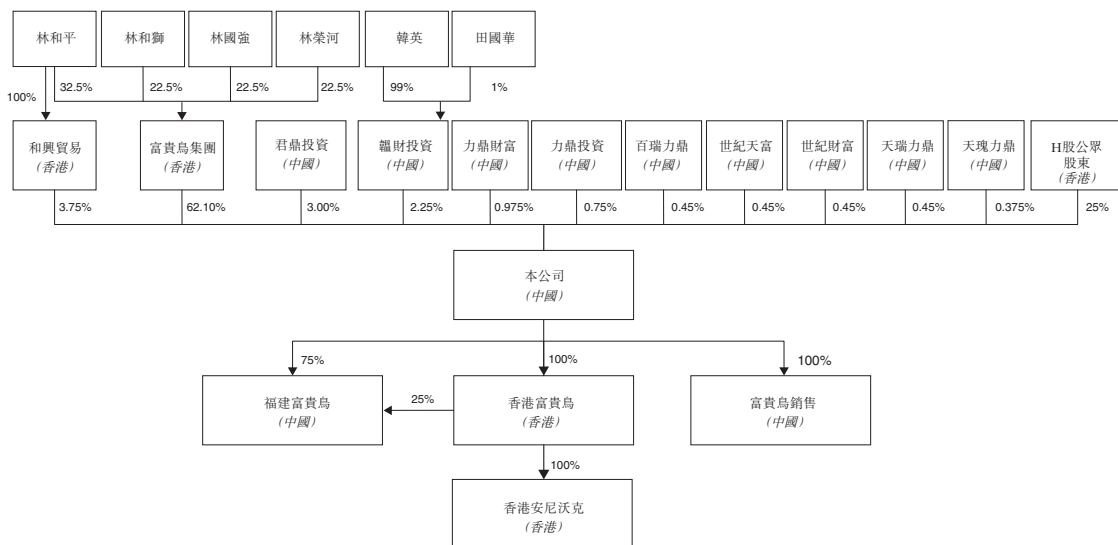 林和平
林和獅
林國強
林榮河
韓英
田國華
100%
32.5%
22.5%
22.5%
22.5%
99%
1%
和興貿易
(香港)
富貴鳥集團
(香港)
君鼎投資
(中國)
韞財投資
(中國)
力鼎財富
(中國)
力鼎投資
(中國)
百瑞力鼎
(中國)
世紀天富
(中國)
世紀財富
(中國)
天瑞力鼎
(中國)
天瑰力鼎
(中國)
H股公眾
股東
(香港)
3.75%
62.10%
3.00%
2.25%
0.975%
0.75%
0.45%
0.45%
0.45%
0.45%
0.375%
25%
本公司
(中國)
75%
100%
100%
福建富貴鳥
(中國)
25%
香港富貴鳥
(香港)
富貴鳥銷售
(中國)
100%
香港安尼沃克
(香港)